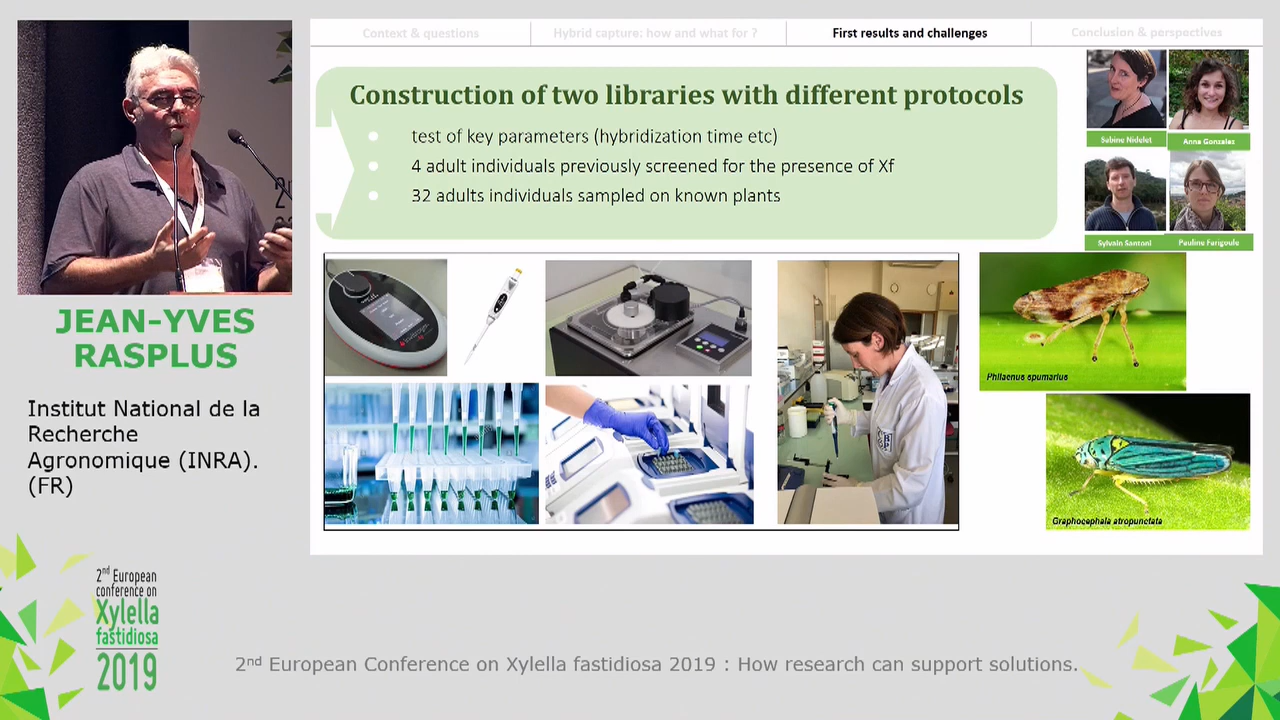 Context & questions
Hybrid capture: how and what for ?
First results and challenges
Conclusion & perspectives
Construction of two libraries with different protocols
test of key parameters (hybridization time etc)
4 adult individuals previously screened for the presence of Xf
32 adults individuals sampled on known plants
Sabine Nidelet
Anna Gonzalez
Sylvain Santoni
Pauline Farigoule
Philaenus spumarius
Graphocephala atropunctata
JEAN-YVES
RASPLUS
Institut National de la
Recherche
Agronomique (INRA).
(FR)
2nd European
conference on
Xylella
fastidiosa
2019
2nd European Conference on Xylella fastidiosa 2019 : How research can support solutions.